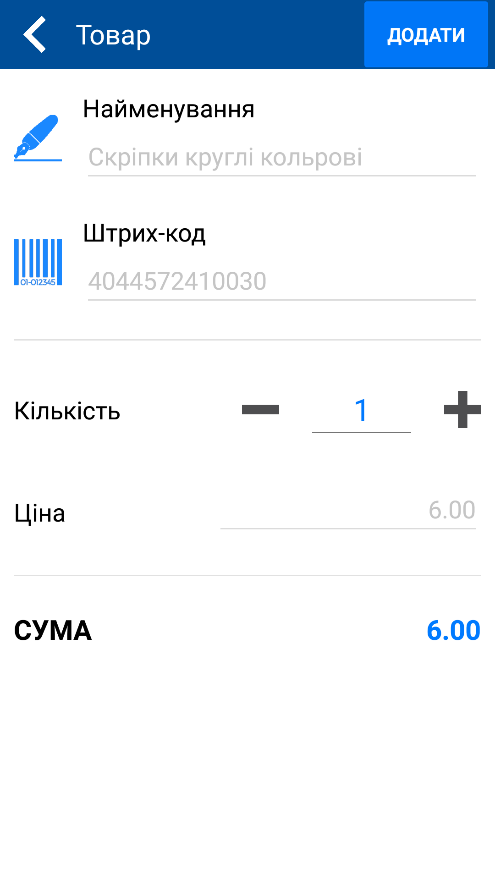 Товар
ДОДАТИ
Найменування
Скріпки круглі кольрові
Штрих-код
01-012345
4044572410030
Кількість
1
Ціна
6.00
СУМА
6.00